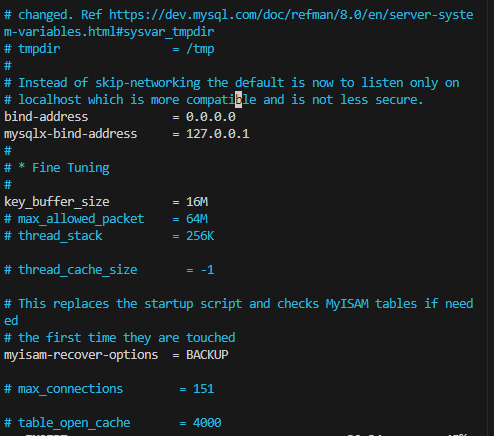 # changed. Ref https://dev.mysql.com/doc/refman/8.0/en/server-syste
m-variables.html#sysvar_tmpdir
# tmpdir = /tmp
#
# Instead of skip-networking the default is now to listen only on
# localhost which is more compatible and is not less secure.
bind-address = 0.0.0.0
mysqlx-bind-address = 127.0.0.1
#
# * Fine Tuning
#
key_buffer_size = 16M
# max_allowed_packet = 64M
# thread_stack = 256K
# thread_cache_size = -1
# This replaces the startup script and checks MyISAM tables if need
ed
# the first time they are touched
myisam-recover-options = BACKUP
# max_connections = 151
# table_open_cache = 4000